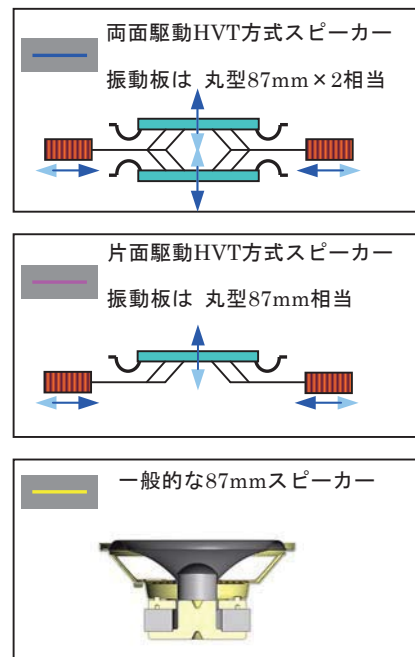 両面駆動HVT方式スピーカー
振動板は 丸型87mm×2相当
片面駆動HVT方式スピーカー
振動板は 丸型87mm相当
一般的な87mmスピーカー